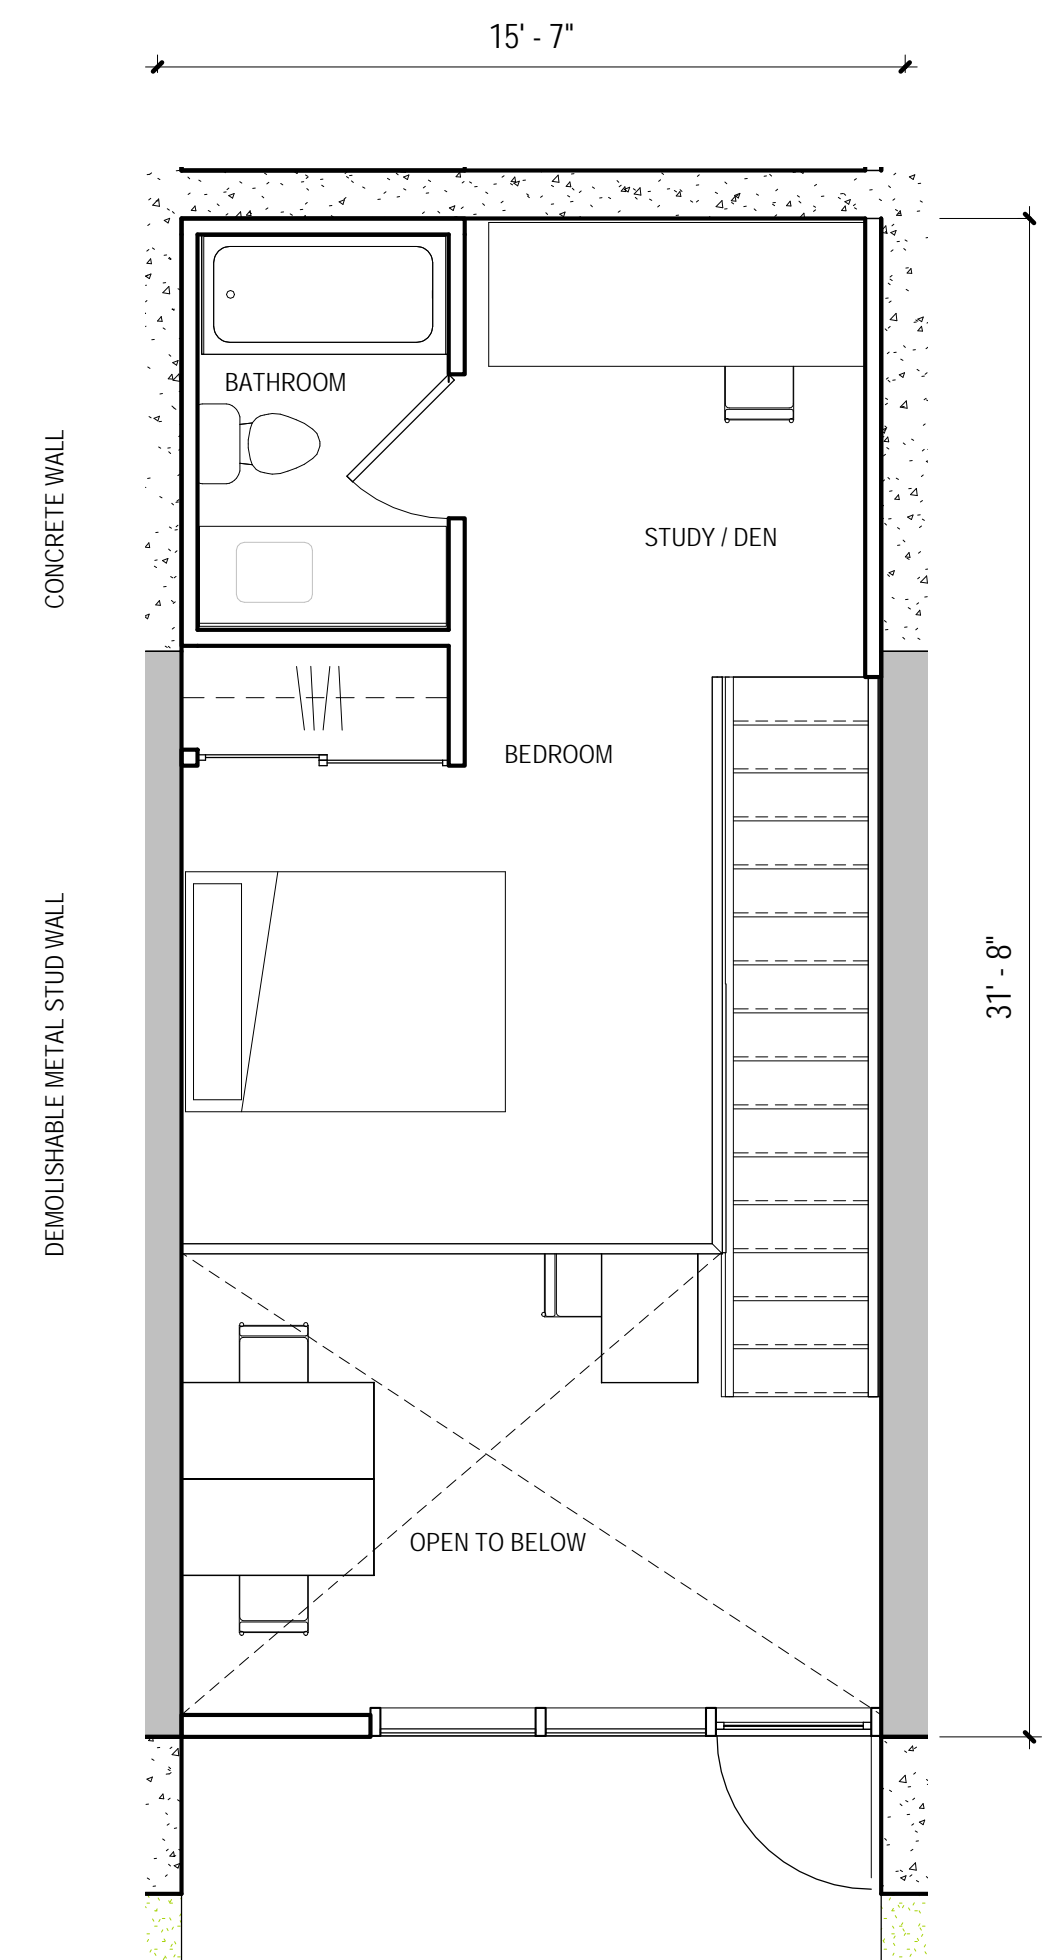 15' - 7"
BATHROOM
CONCRETE WALL
STUDY / DEN
BEDROOM
DEMOLISHABLE METAL STUD WALL
31' - 8"
OPEN TO BELOW